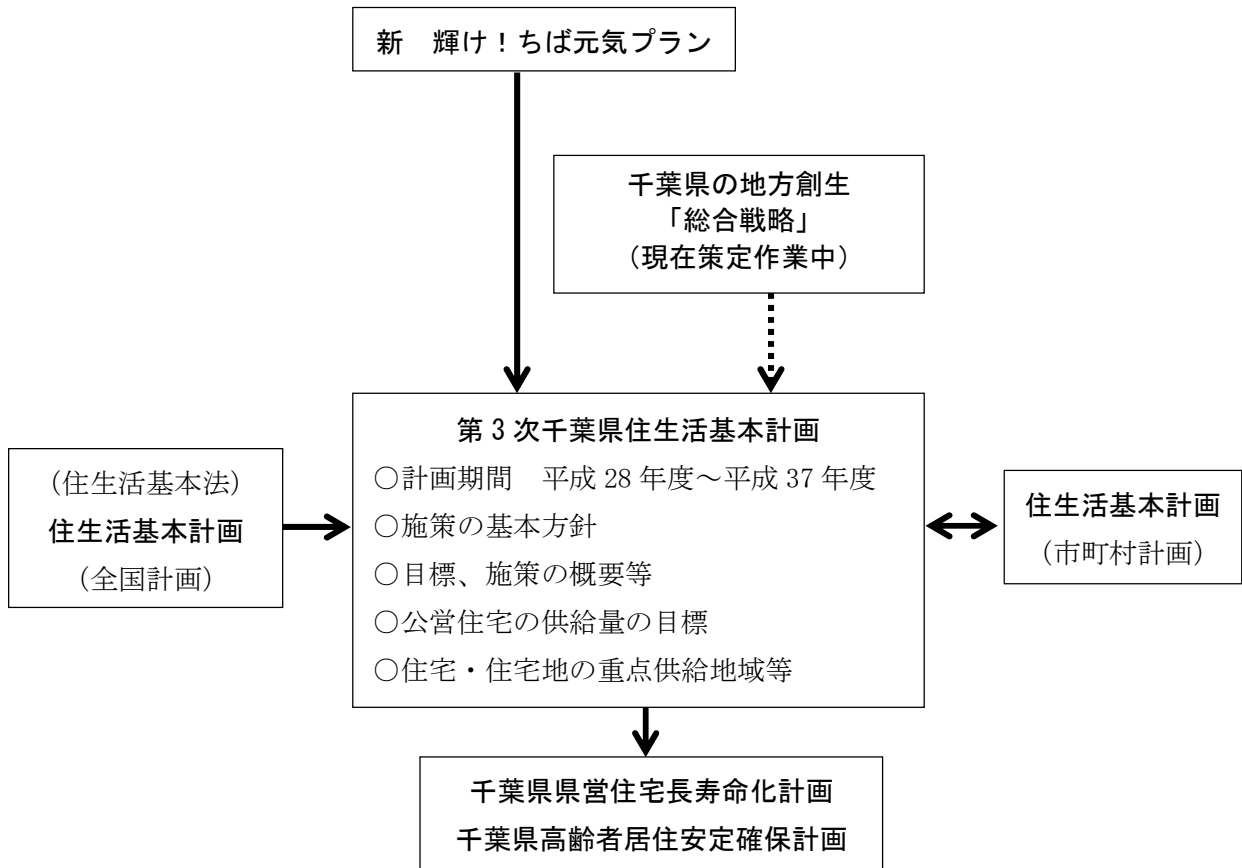 新　輝け！ちば元気プラン
千葉県の地方創生
「総合戦略」
（現在策定作業中）
第３次千葉県住生活基本計画
○計画期間　平成 28 年度～平成 37 年度
○施策の基本方針
○目標、施策の概要等
○公営住宅の供給量の目標
○住宅・住宅地の重点供給地域等
（住生活基本法）
住生活基本計画
（全国計画）
住生活基本計画
（市町村計画）
千葉県県営住宅長寿命化計画
千葉県高齢者居住安定確保計画